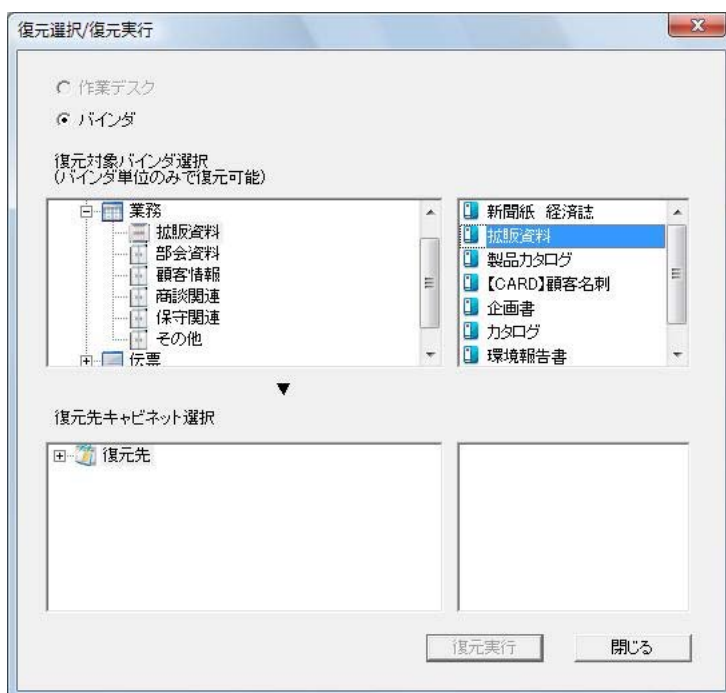 復元選択/復元実行
作業デスク
バインダ
復元対象バインダ選択
(バインダ単位のみで復元可能)
業務
拡販資料
部会資料
顧客情報
商談関連
保守関連
その他
伝票
新聞紙 経済誌
拡販資料
製品カタログ
【CARD】顧客名刺
企画書
カタログ
環境報告書
▼
復元先キャビネット選択
復元先
復元実行
閉じる